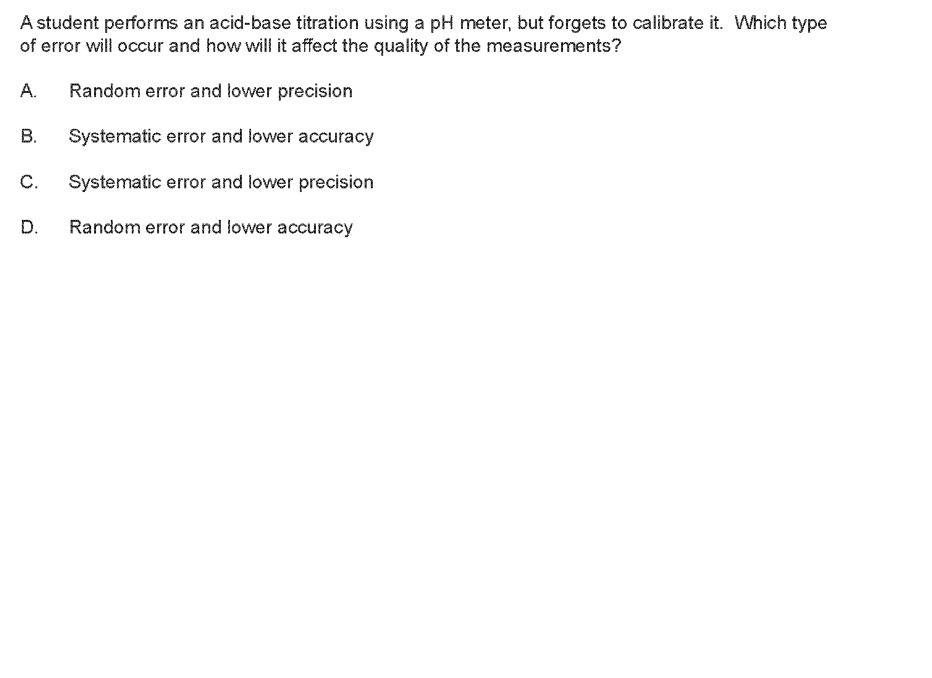 A student performs an acid-base titration using a pH meter, but forgets to calibrate it.  Which type
of error will occur and how will it affect the quality of the measurements?
A. Random error and lower precision
B. Systematic error and lower accuracy
C. Systematic error and lower precision
D. Random error and lower accuracy